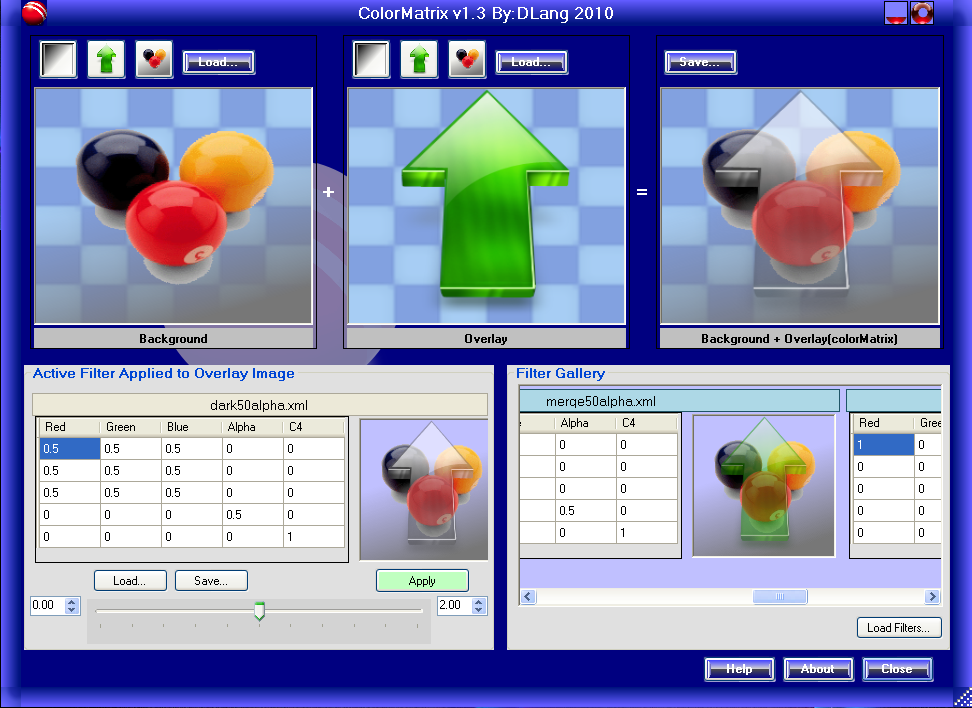 ColorMatrix v1.3 By:DLang 2010
Load...
Load...
Save...
+
=
Background
Overlay
Background + Overlay(colorMatrix)
Active Filter Applied to Overlay Image
dark50alpha.xml
Red Green Blue Alpha C4
0.5 0.5 0.5 0 0
0.5 0.5 0.5 0 0
0.5 0.5 0.5 0 0
0 0 0 0.5 0
0 0 0 0 1
Load... Save... Apply
0.00 2.00
Filter Gallery
merge50alpha.xml
Alpha C4
0 0
0 0
0 0
0.5 0
0 1
Red Gree
1 0
0 0
0 0
0 0
0 0
Load Filters...
Help About Close